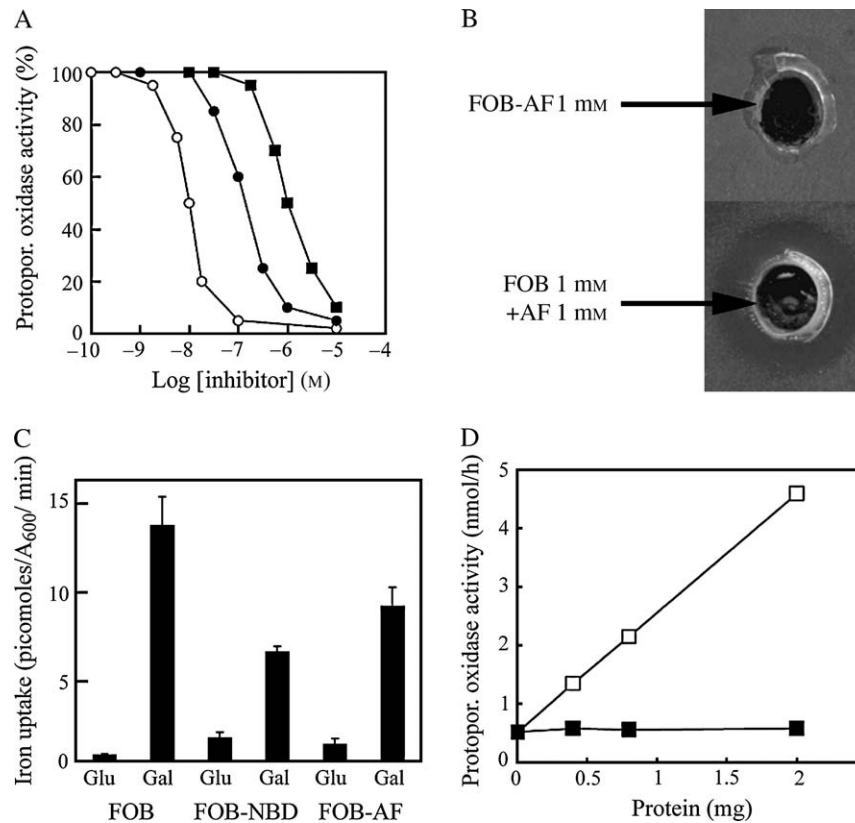 A
Protopor. oxidase activity (%)
100
80
60
40
20
0
–10 –9 –8 –7 –6 –5 –4
Log [inhibitor] (M)
B
FOB-AF 1 mM
FOB 1 mM
+AF 1 mM
C
Iron uptake (picomoles/A600/ min)
15
10
5
0
Glu Gal Glu Gal Glu Gal
FOB FOB-NBD FOB-AF
D
Protopor. oxidase activity (nmol/h)
5
4
3
2
1
0
0 0.5 1 2
Protein (mg)